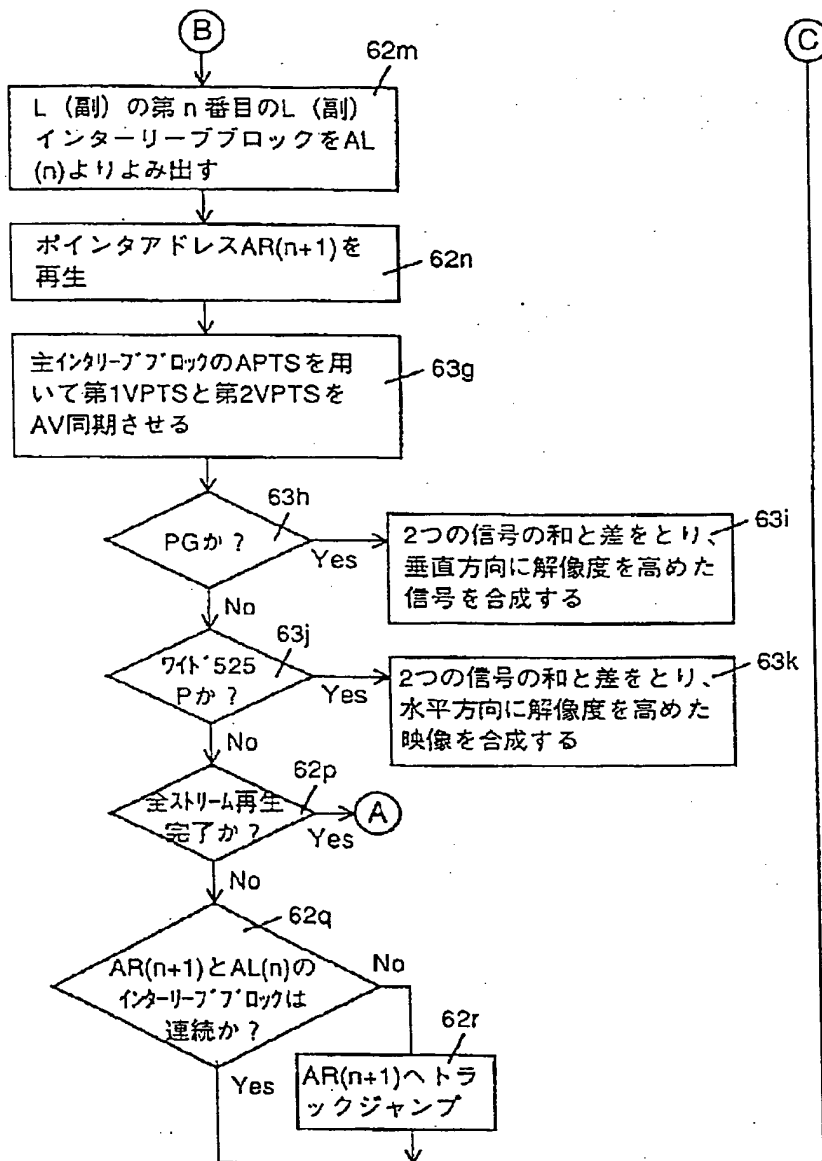 B
C
62m
L（副）の第n番目のL（副）
インターリーブブロックをAL
(n)よりよみ出す
ポインタアドレスAR(n+1)を
再生
62n
主インタリーブブロックのAPTSを用
いて第1VPTSと第2VPTSを
AV同期させる
63g
63h
PGか？
Yes
No
2つの信号の和と差をとり、
垂直方向に解像度を高めた
信号を合成する
63i
63j
ワイド525
Pか？
Yes
No
2つの信号の和と差をとり、
水平方向に解像度を高めた
映像を合成する
63k
62p
全ストリーム再生
完了か？
Yes
A
No
62q
AR(n+1)とAL(n)の
インターリーブブロックは
連続か？
No
Yes
62r
AR(n+1)へトラ
ックジャンプ